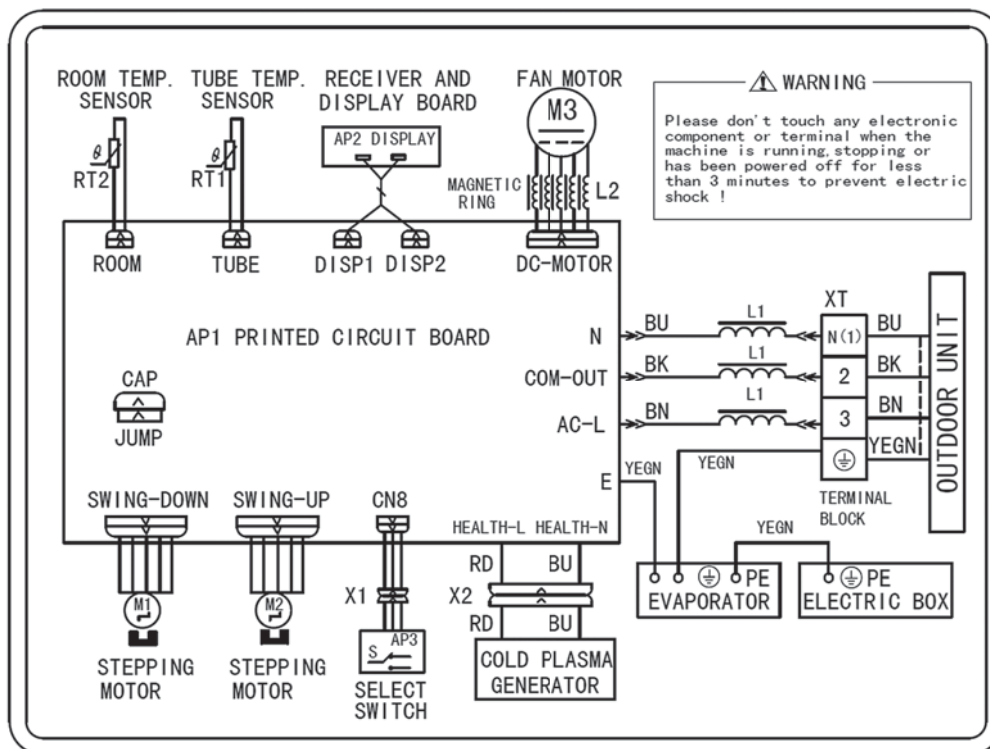 ROOM TEMP.
SENSOR
TUBE TEMP.
SENSOR
RECEIVER AND
DISPLAY BOARD
FAN MOTOR
WARNING
Please don't touch any electronic
component or terminal when the
machine is running, stopping or
has been powered off for less
than 3 minutes to prevent electric
shock !
AP2 DISPLAY
M3
θ
RT2
θ
RT1
MAGNETIC
RING
L2
ROOM
TUBE
DISP1
DISP2
DC-MOTOR
AP1 PRINTED CIRCUIT BOARD
N
BU
L1
XT
N(1)
BU
COM-OUT
BK
L1
2
BK
AC-L
BN
L1
3
BN
YEGN
OUTDOOR UNIT
CAP
JUMP
E
YEGN
YEGN
TERMINAL
BLOCK
SWING-DOWN
SWING-UP
CN8
HEALTH-L
HEALTH-N
YEGN
RD
BU
X1
X2
RD
BU
PE
EVAPORATOR
PE
ELECTRIC BOX
M1
M2
S
AP3
STEPPING
MOTOR
STEPPING
MOTOR
SELECT
SWITCH
COLD PLASMA
GENERATOR